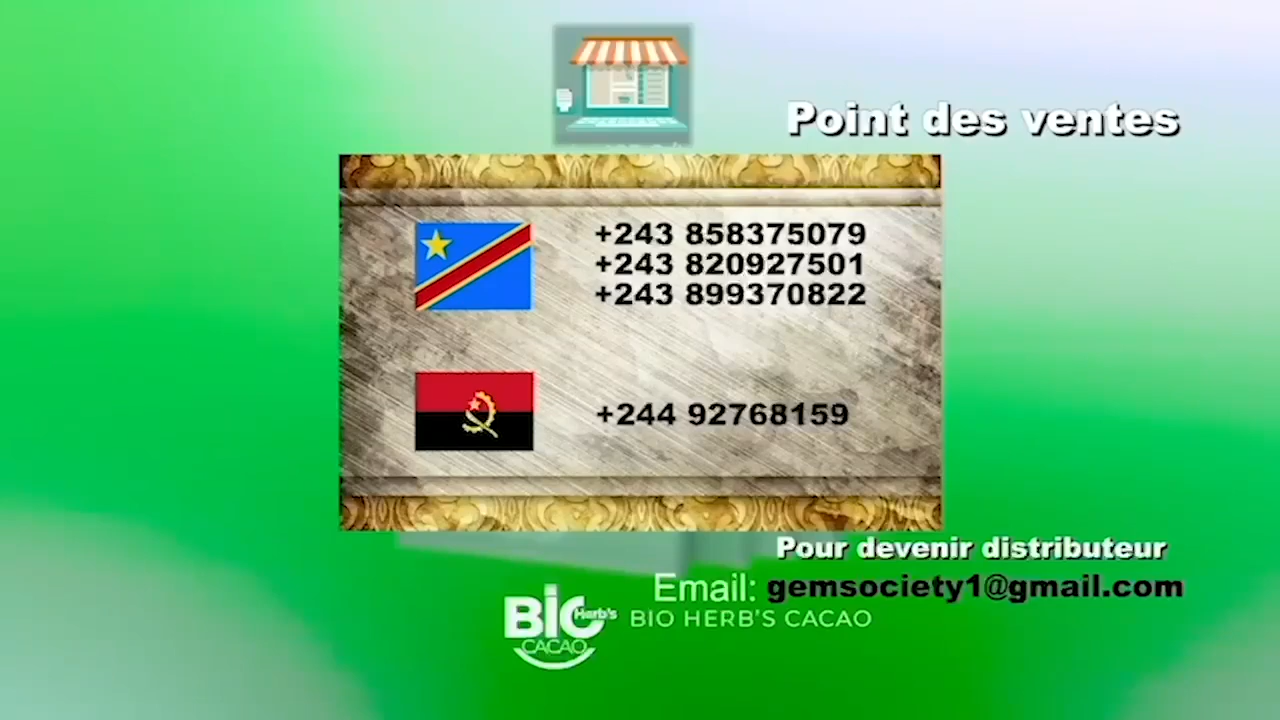 Point des ventes
+243 858375079
+243 820927501
+243 899370822
+244 92768159
Pour devenir distributeur
Email: gemsociety1@gmail.com
BIO Herb's
CACAO
BIO HERB'S CACAO